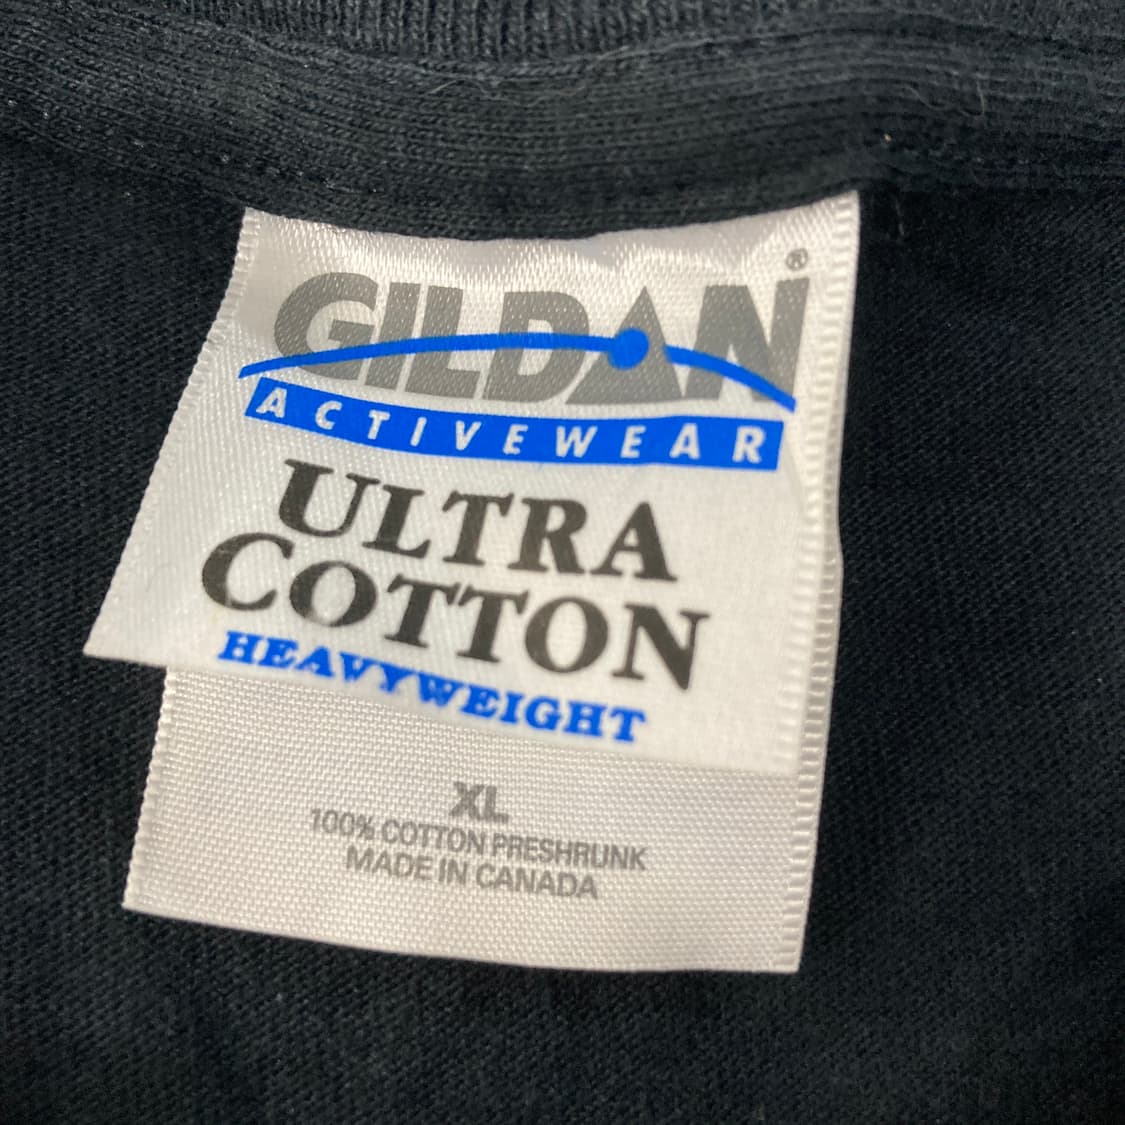 GILDAN®
ACTIVEWEAR
ULTRA
COTTON
HEAVYWEIGHT
XL
100% COTTON PRESHRUNK
MADE IN CANADA